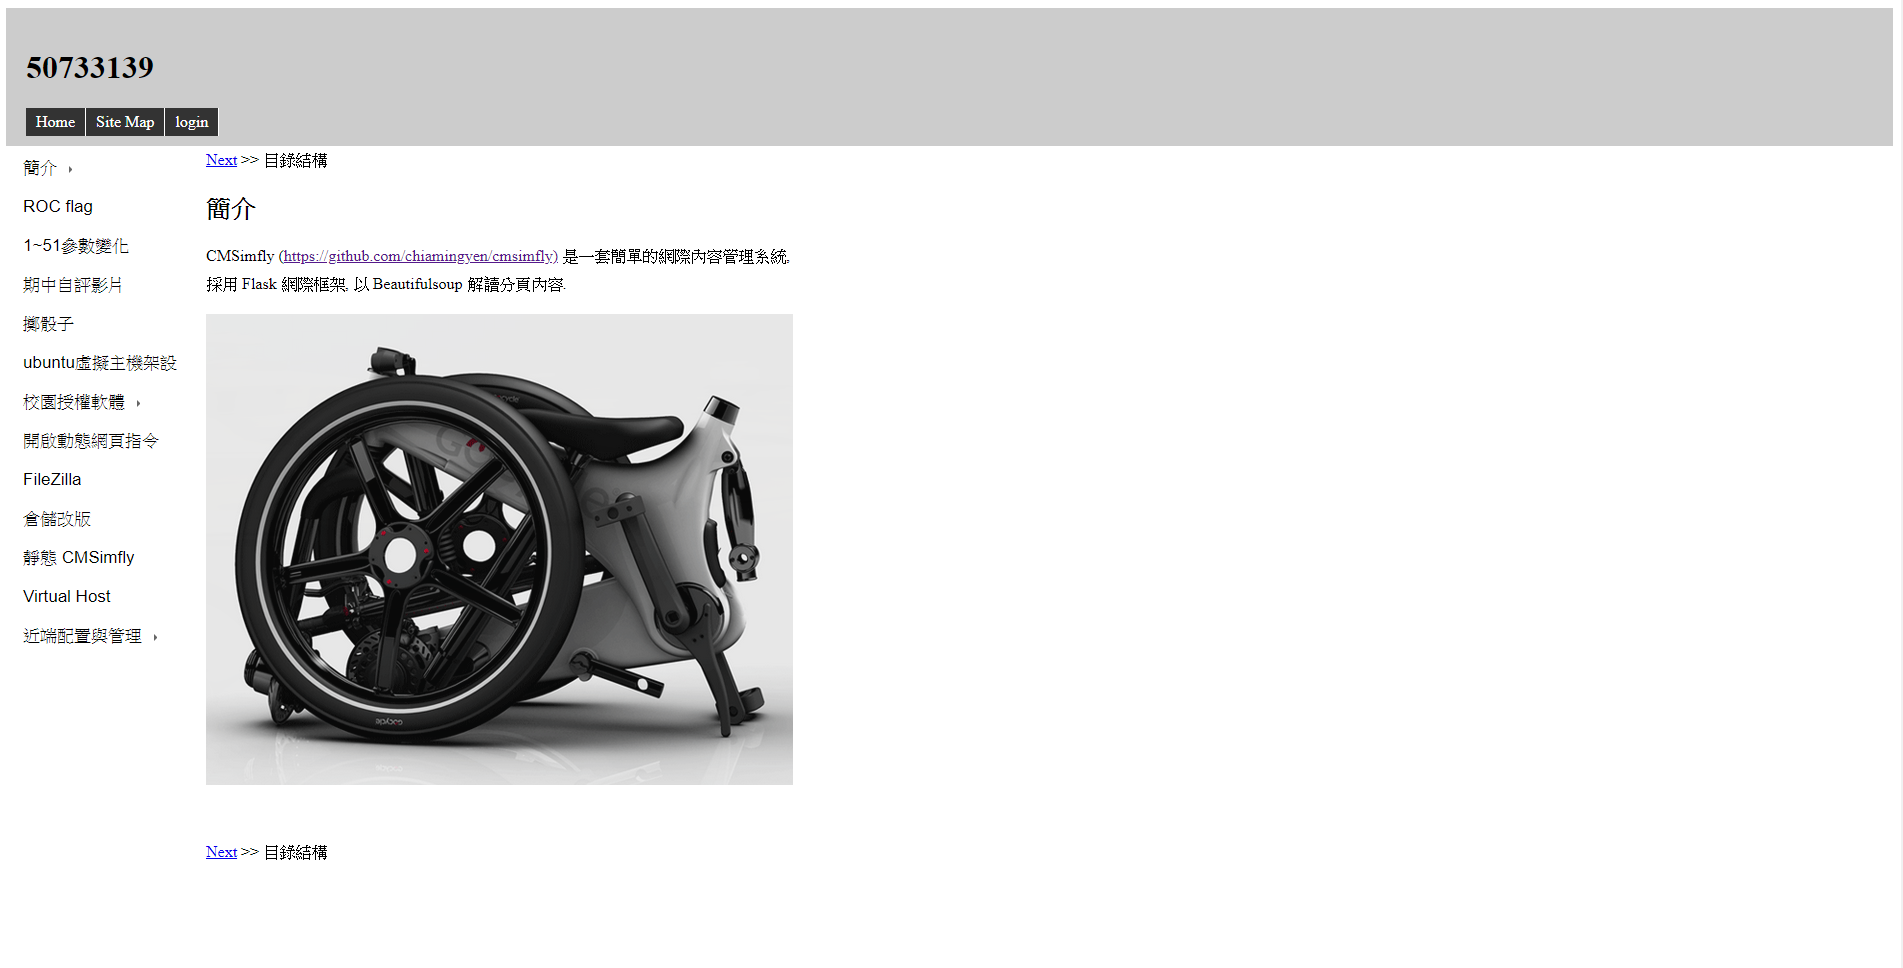 50733139
Home Site Map login
簡介
ROC flag
1~51參數變化
期中自評影片
擲骰子
ubuntu虛擬主機架設
校園授權軟體
開啟動態網頁指令
FileZilla
倉儲改版
靜態 CMSimfly
Virtual Host
近端配置與管理
Next >> 目錄結構
簡介
CMSimfly (https://github.com/chiamingyen/cmsimfly) 是一套簡單的網際內容管理系統,
採用 Flask 網際框架, 以 Beautifulsoup 解讀分頁內容.
Next >> 目錄結構